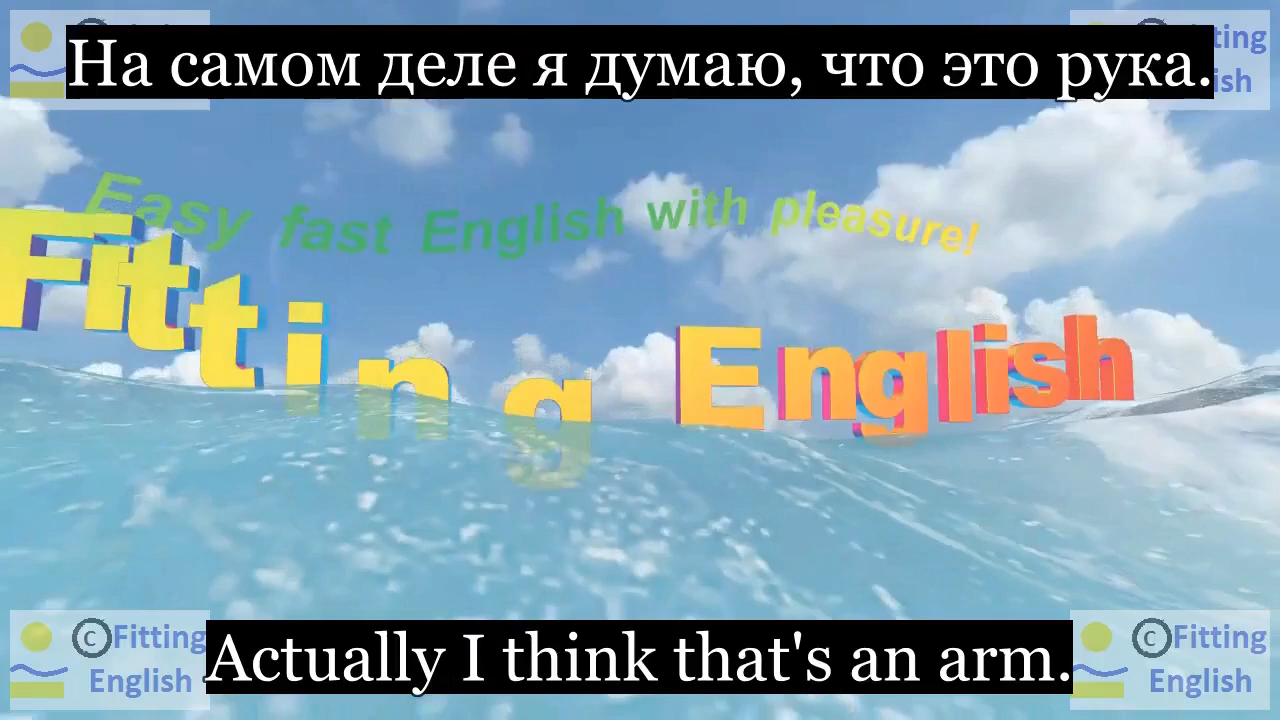 На самом деле я думаю, что это рука.
Easy fast English with pleasure!
Fitting English
©Fitting
English
Actually I think that's an arm.
©Fitting
English